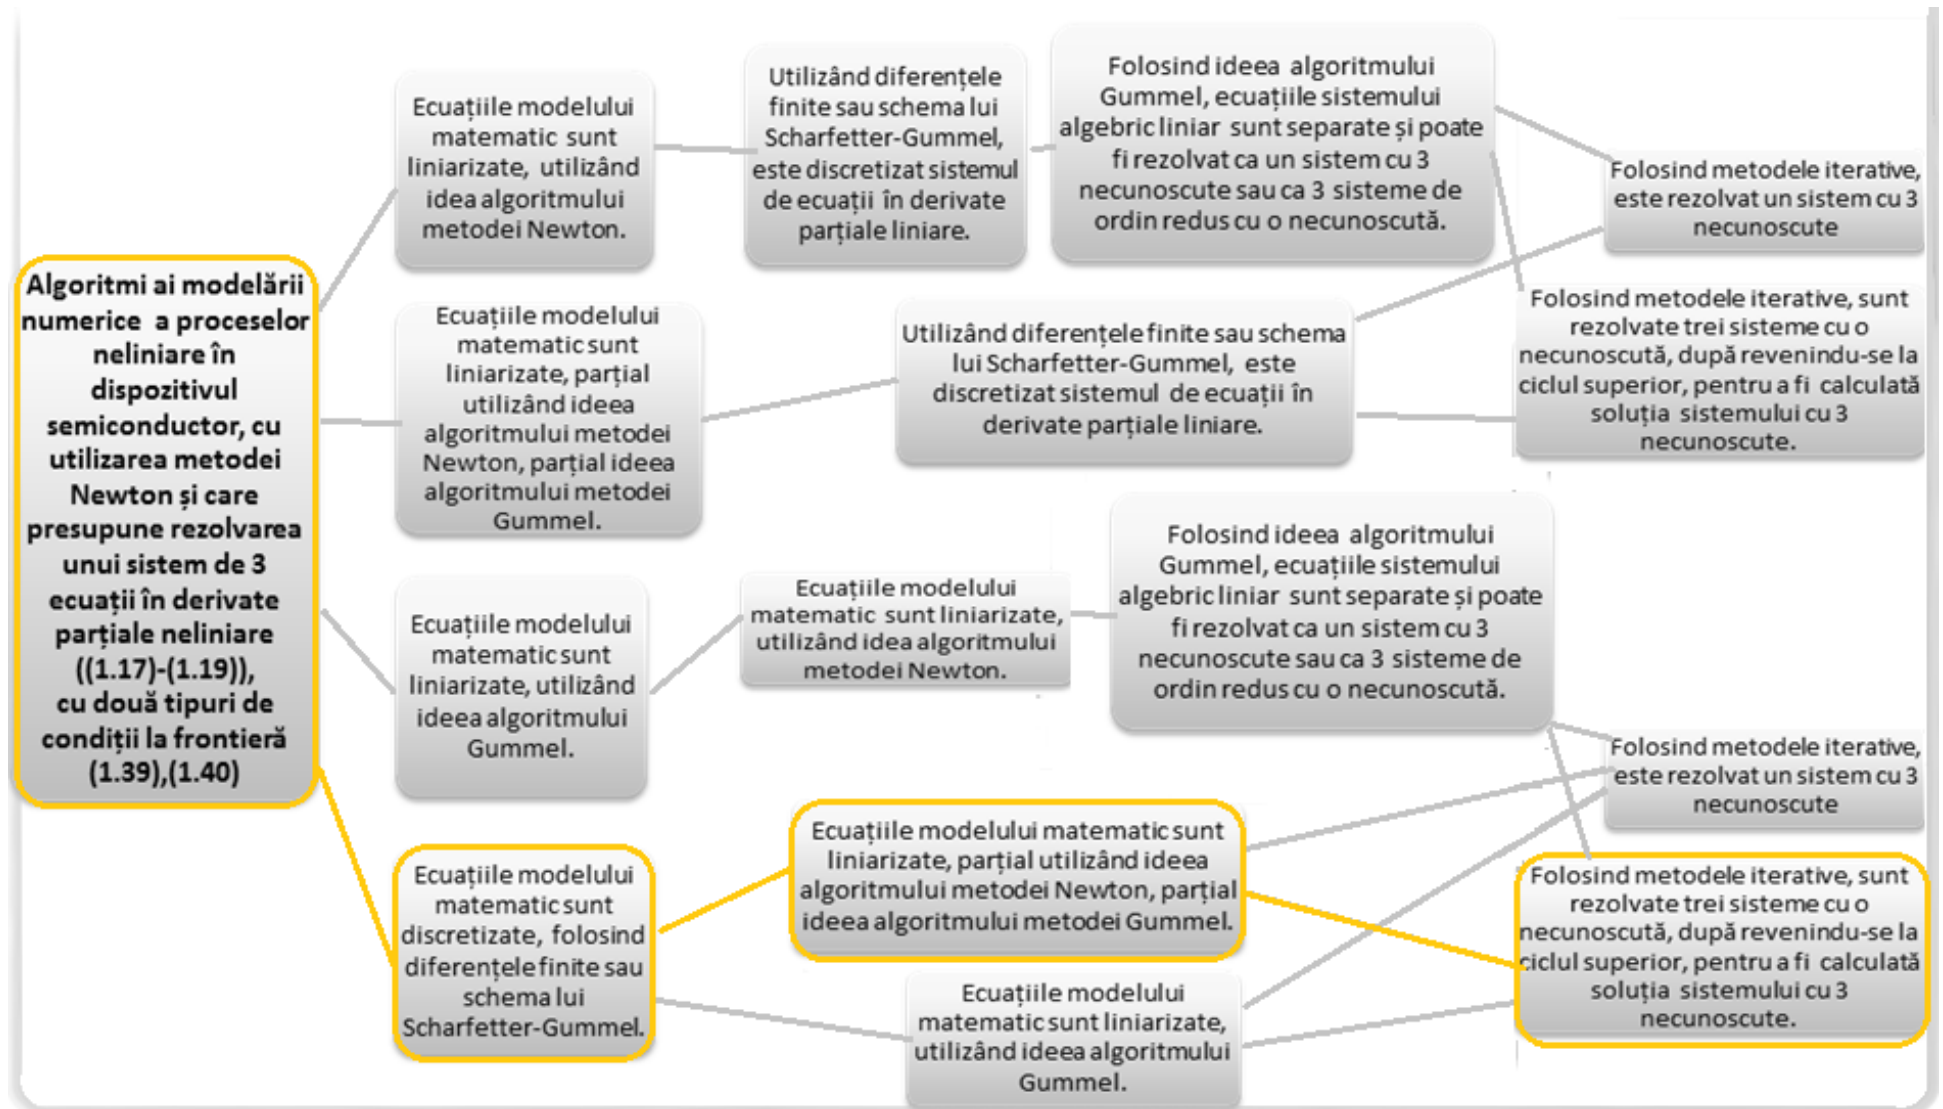 Algoritmi ai modelării
numerice a proceselor
neliniare în
dispozitivul
semiconductor, cu
utilizarea metodei
Newton și care
presupune rezolvarea
unui sistem de 3
ecuații în derivate
parțiale neliniare
((1.17)-(1.19)),
cu două tipuri de
condiții la frontieră
(1.39),(1.40)
Ecuațiile modelului
matematic sunt
liniarizate, utilizând
idea algoritmului
metodei Newton.
Utilizând diferențele
finite sau schema lui
Scharfetter-Gummel,
este discretizat sistemul
de ecuații în derivate
parțiale liniare.
Folosind ideea algoritmului
Gummel, ecuațiile sistemului
algebric liniar sunt separate și poate
fi rezolvat ca un sistem cu 3
necunoscute sau ca 3 sisteme de
ordin redus cu o necunoscută.
Folosind metodele iterative,
este rezolvat un sistem cu 3
necunoscute
Ecuațiile modelului
matematic sunt
liniarizate, parțial
utilizând ideea
algoritmului metodei
Newton, parțial ideea
algoritmului metodei
Gummel.
Utilizând diferențele finite sau schema
lui Scharfetter-Gummel, este
discretizat sistemul de ecuații în
derivate parțiale liniare.
Folosind metodele iterative, sunt
rezolvate trei sisteme cu o
necunoscută, după revenindu-se la
ciclul superior, pentru a fi calculată
soluția sistemului cu 3
necunoscute.
Ecuațiile modelului
matematic sunt
liniarizate, utilizând
ideea algoritmului
Gummel.
Ecuațiile modelului
matematic sunt liniarizate,
utilizând idea algoritmului
metodei Newton.
Folosind ideea algoritmului
Gummel, ecuațiile sistemului
algebric liniar sunt separate și poate
fi rezolvat ca un sistem cu 3
necunoscute sau ca 3 sisteme de
ordin redus cu o necunoscută.
Folosind metodele iterative,
este rezolvat un sistem cu 3
necunoscute
Ecuațiile modelului
matematic sunt
discretizate, folosind
diferențele finite sau
schema lui
Scharfetter-Gummel.
Ecuațiile modelului matematic sunt
liniarizate, parțial utilizând ideea
algoritmului metodei Newton, parțial
ideea algoritmului metodei Gummel.
Folosind metodele iterative, sunt
rezolvate trei sisteme cu o
necunoscută, după revenindu-se la
ciclul superior, pentru a fi calculată
soluția sistemului cu 3
necunoscute.
Ecuațiile modelului
matematic sunt liniarizate,
utilizând ideea algoritmului
Gummel.